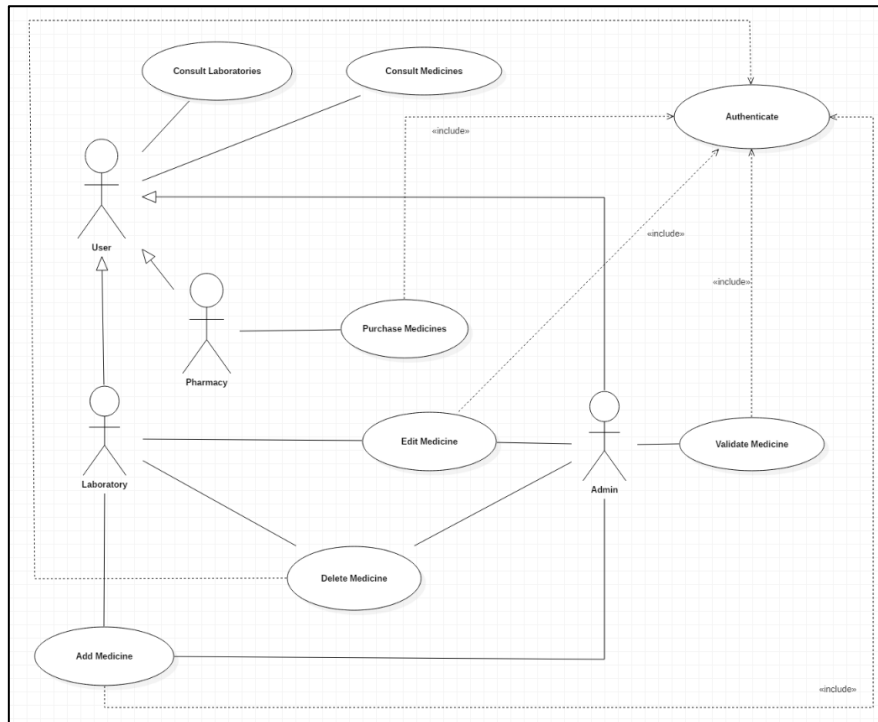 Consult Laboratories
Consult Medicines
Authenticate
«include»
«include»
User
«include»
Purchase Medicines
Pharmacy
Edit Medicine
Validate Medicine
Laboratory
Admin
Delete Medicine
Add Medicine
«include»